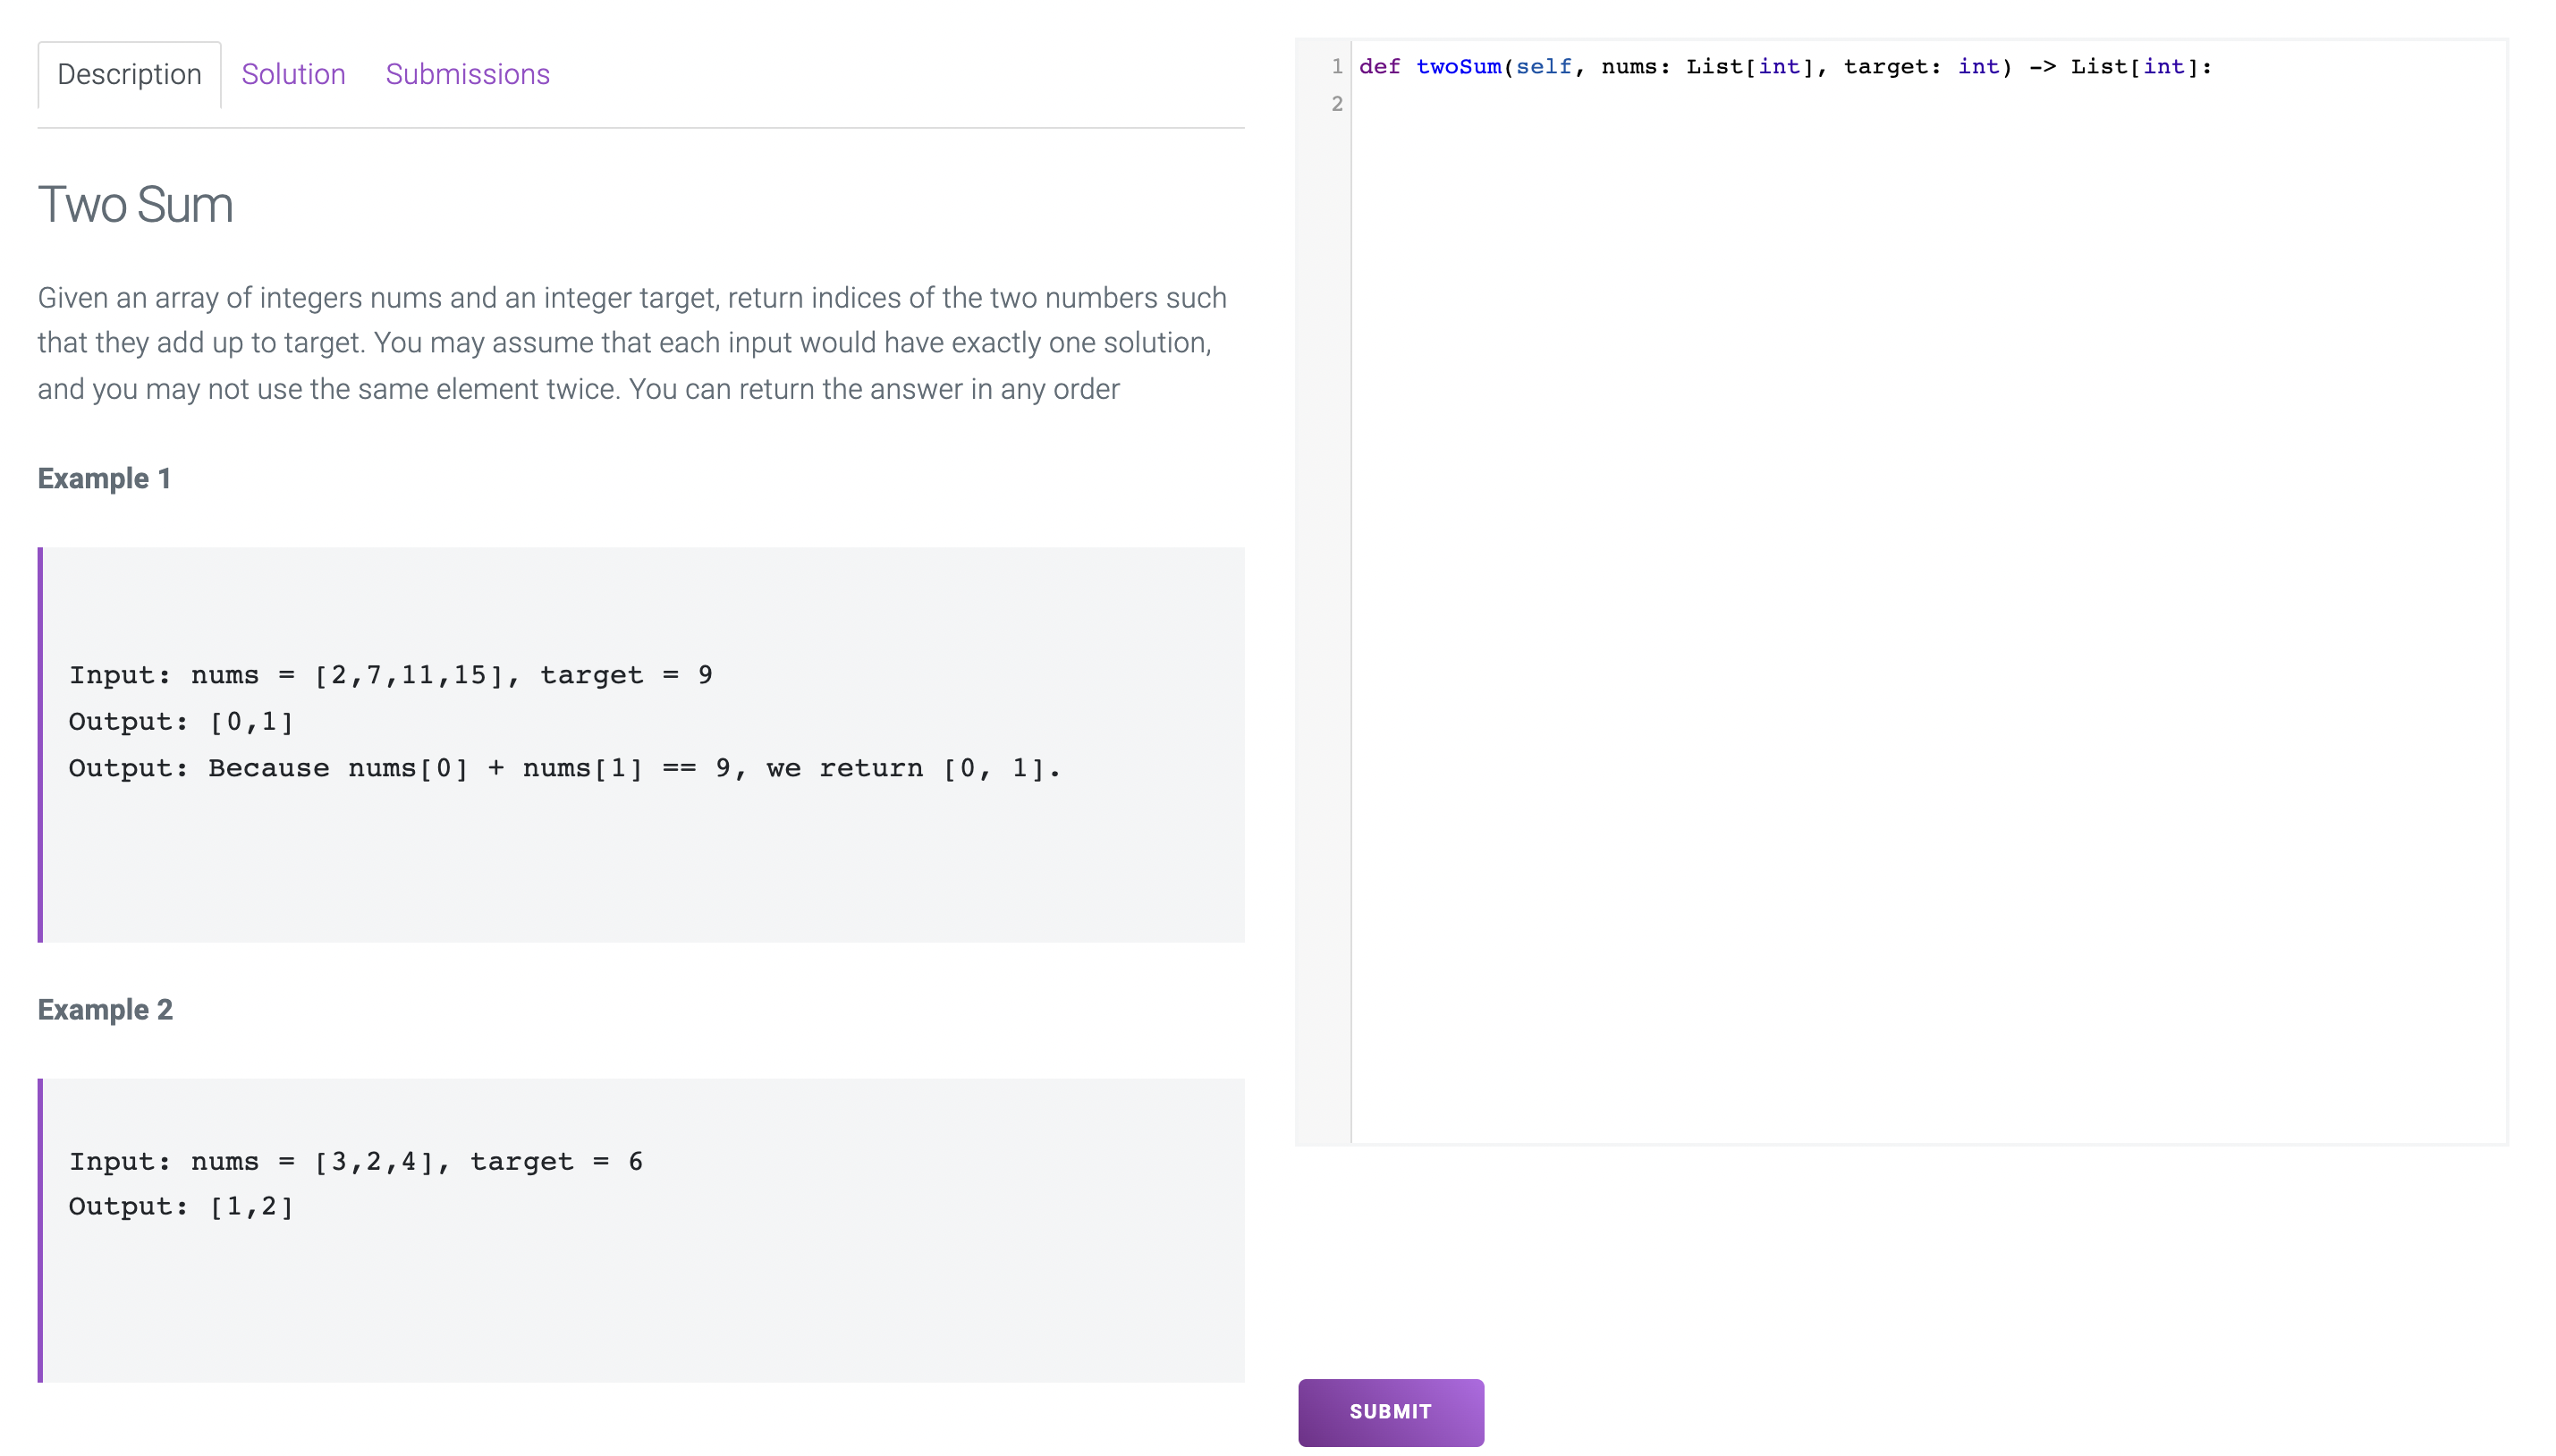 Description Solution Submissions
Two Sum
Given an array of integers nums and an integer target, return indices of the two numbers such
that they add up to target. You may assume that each input would have exactly one solution,
and you may not use the same element twice. You can return the answer in any order
Example 1
Input: nums = [2,7,11,15], target = 9
Output: [0,1]
Output: Because nums[0] + nums[1] == 9, we return [0, 1].
Example 2
Input: nums = [3,2,4], target = 6
Output: [1,2]
1 def twoSum(self, nums: List[int], target: int) -> List[int]:
2
SUBMIT